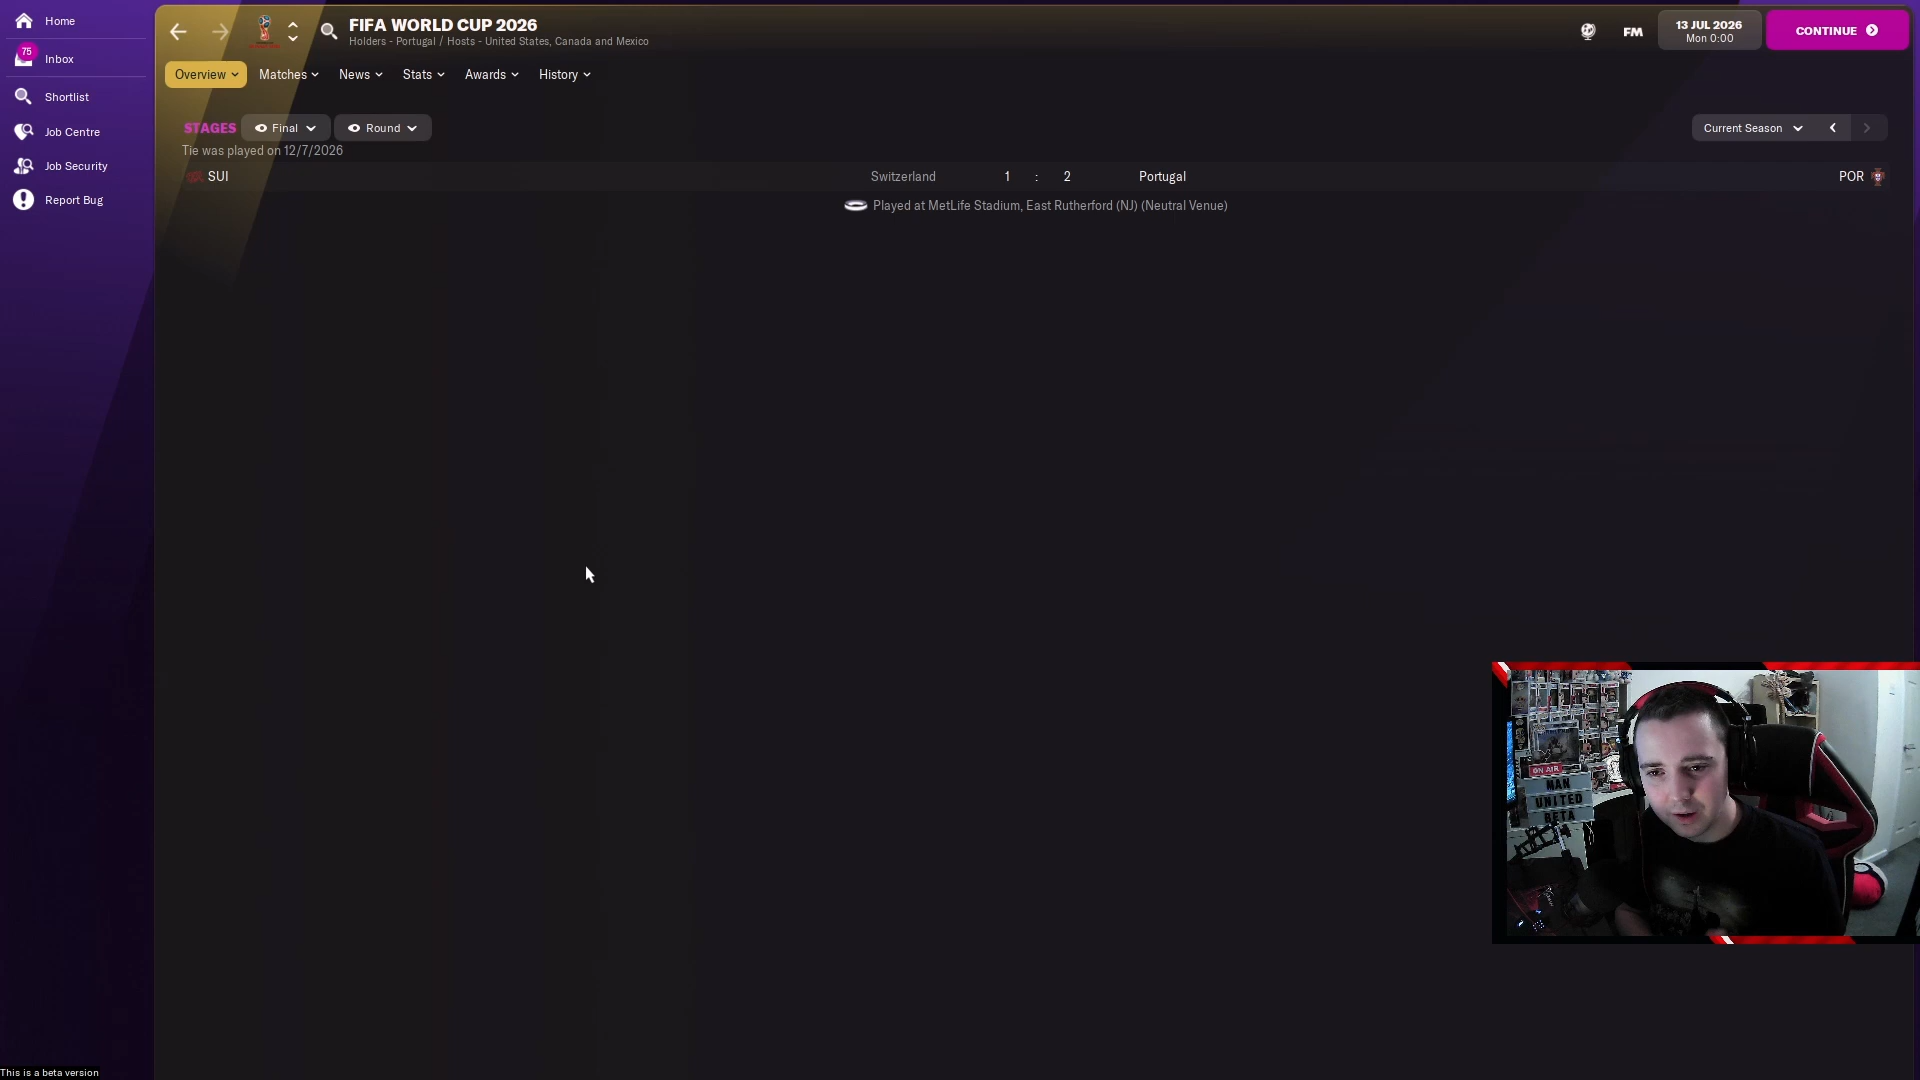 Home
75
Inbox
Shortlist
Job Centre
Job Security
Report Bug
FIFA WORLD CUP 2026
Holders - Portugal / Hosts - United States, Canada and Mexico
FM
13 JUL 2026
Mon 0:00
CONTINUE
Overview
Matches
News
Stats
Awards
History
STAGES
Final
Round
Current Season
Tie was played on 12/7/2026
SUI Switzerland 1 : 2 Portugal POR
Played at MetLife Stadium, East Rutherford (NJ) (Neutral Venue)
ON AIR
MAN
UNITED
BETA
This is a beta version